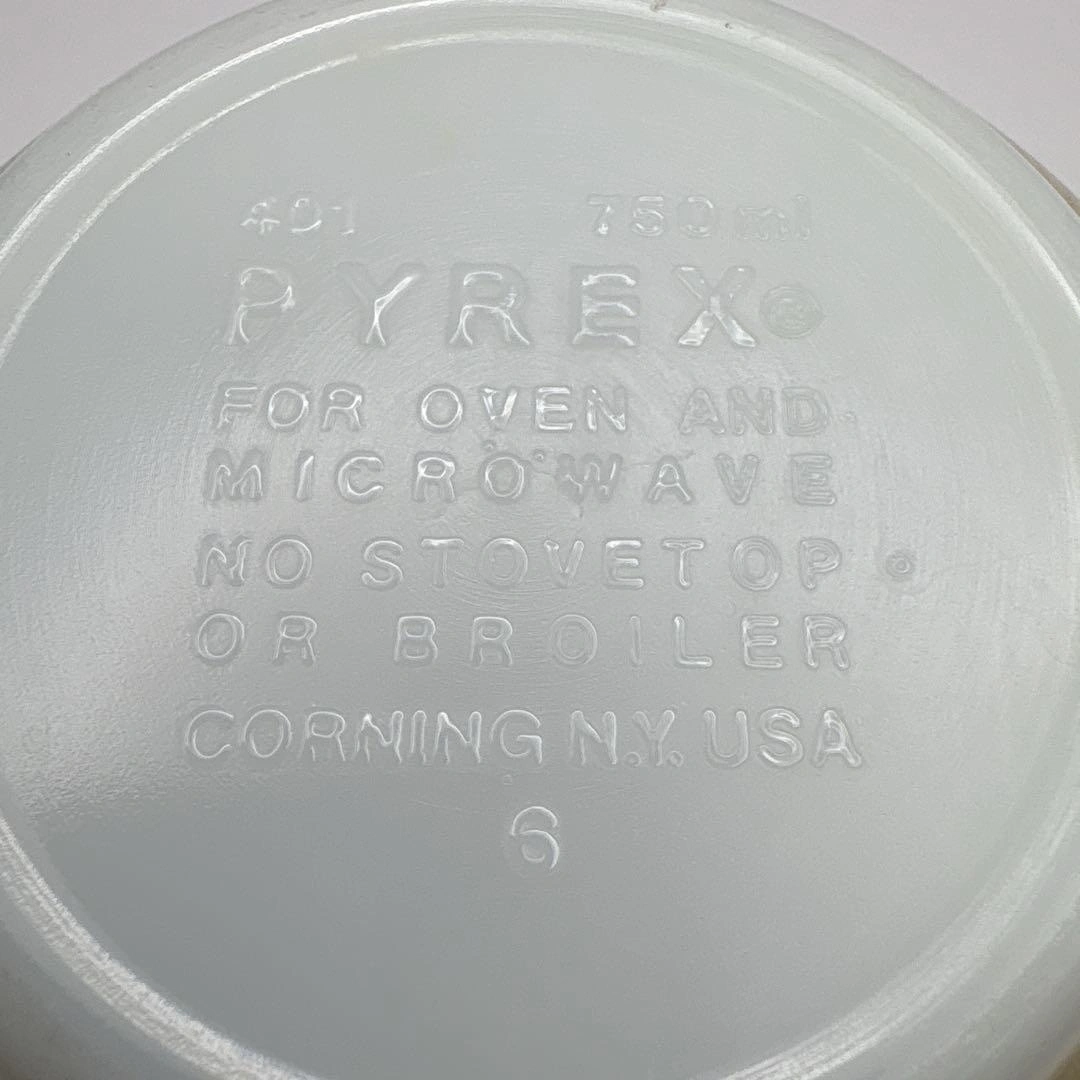 401 750 ml
PYREX®
FOR OVEN AND
MICROWAVE
NO STOVETOP
OR BROILER
CORNING N.Y. USA
6